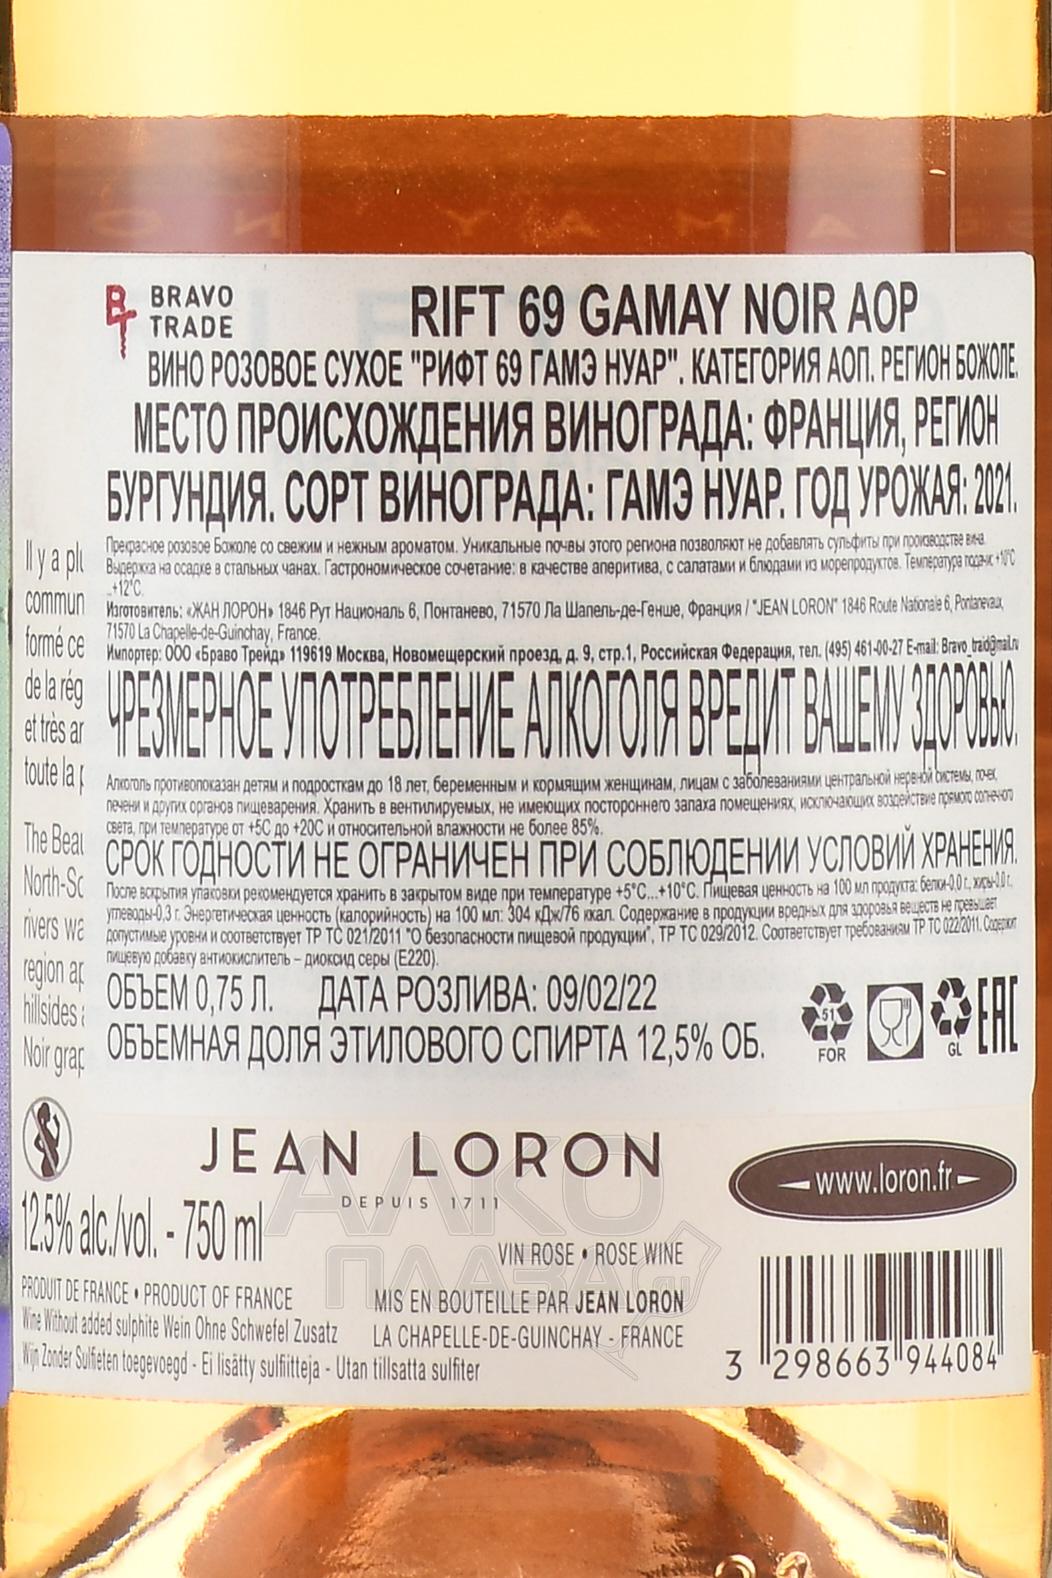 BRAVO
TRADE
RIFT 69 GAMAY NOIR AOP
ВИНО РОЗОВОЕ СУХОЕ "РИФТ 69 ГАМЭ НУАР". КАТЕГОРИЯ АОП. РЕГИОН БОЖОЛЕ.
МЕСТО ПРОИСХОЖДЕНИЯ ВИНОГРАДА: ФРАНЦИЯ, РЕГИОН
БУРГУНДИЯ. СОРТ ВИНОГРАДА: ГАМЭ НУАР. ГОД УРОЖАЯ: 2021.
Прекрасное розовое Божоле со свежим и нежным ароматом. Уникальные почвы этого региона позволяют не добавлять сульфиты при производстве вина.
Выдержка на осадке в стальных чанах. Гастрономическое сочетание: в качестве аперитива, с салатами и блюдами из морепродуктов. Температура подачи: +10°C
...+12°C.
Изготовитель: «ЖАН ЛОРОН» 1846 Рут Националь 6, Понтанево, 71570 Ла Шапель-де-Генше, Франция / "JEAN LORON" 1846 Route Nationale 6, Pontanevaux,
71570 La Chapelle-de-Guinchay, France.
Импортер: ООО «Браво Трейд» 119619 Москва, Новомещерский проезд, д. 9, стр.1, Российская Федерация, тел. (495) 461-00-27 E-mail: Bravo_traid@mail.ru
ЧРЕЗМЕРНОЕ УПОТРЕБЛЕНИЕ АЛКОГОЛЯ ВРЕДИТ ВАШЕМУ ЗДОРОВЬЮ.
Алкоголь противопоказан детям и подросткам до 18 лет, беременным и кормящим женщинам, лицам с заболеваниями центральной нервной системы, почек,
печени и других органов пищеварения. Хранить в вентилируемых, не имеющих постороннего запаха помещениях, исключающих воздействие прямого солнечного
света, при температуре от +5С до +20С и относительной влажности не более 85%.
СРОК ГОДНОСТИ НЕ ОГРАНИЧЕН ПРИ СОБЛЮДЕНИИ УСЛОВИЙ ХРАНЕНИЯ.
После вскрытия упаковки рекомендуется хранить в закрытом виде при температуре +5°C...+10°C. Пищевая ценность на 100 мл продукта: белки-0,0 г., жиры-0,0 г.,
углеводы-0,3 г. Энергетическая ценность (калорийность) на 100 мл: 304 кДж/76 ккал. Содержание в продукции вредных для здоровья веществ не превышает
допустимые уровни и соответствует ТР ТС 021/2011 "О безопасности пищевой продукции", ТР ТС 029/2012. Соответствует требованиям ТР ТС 022/2011. Содержит
пищевую добавку антиокислитель – диоксид серы (Е220).
ОБЪЕМ 0,75 Л. ДАТА РОЗЛИВА: 09/02/22
ОБЪЕМНАЯ ДОЛЯ ЭТИЛОВОГО СПИРТА 12,5% ОБ.
51
FOR
GL
EAC
Il y a plu
commun
formé ce
de la rég
et très ar
toute la p
The Beau
North-So
rivers wa
region ap
hillsides a
Noir grap
JEAN LORON
DEPUIS 1711
www.loron.fr
12.5% alc./vol. - 750 ml
VIN ROSE • ROSE WINE
PRODUIT DE FRANCE • PRODUCT OF FRANCE
MIS EN BOUTEILLE PAR JEAN LORON
Wine Without added sulphite Wein Ohne Schwefel Zusatz
LA CHAPELLE-DE-GUINCHAY - FRANCE
Wijn Zonder Sulfieten toegevoegd - Ei lisätty sulfiitteja - Utan tillsatta sulfiter
3 298663 944084
АЛКО
ПЛАЗА
.ru